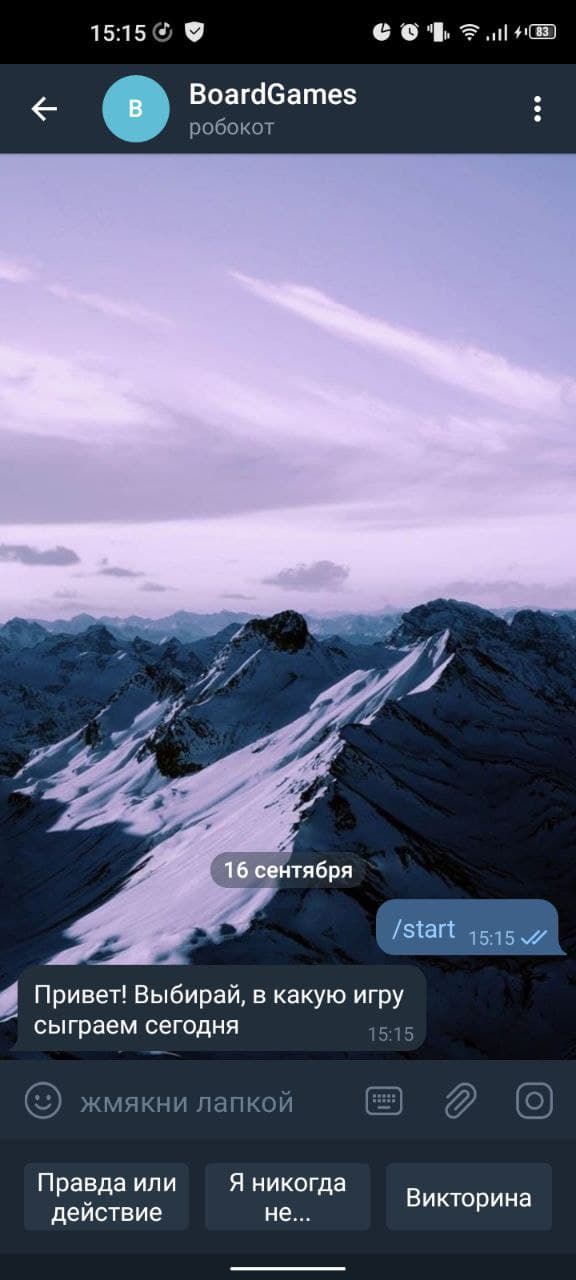 15:15
83
B
BoardGames
робокот
16 сентября
/start 15:15
Привет! Выбирай, в какую игру
сыграем сегодня 15:15
жмякни лапкой
Правда или
действие
Я никогда
не...
Викторина